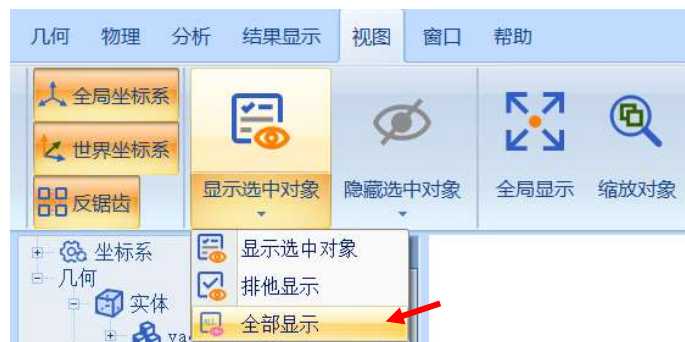 几何 物理 分析 结果显示 视图 窗口 帮助
全局坐标系
世界坐标系
反锯齿
显示选中对象 隐藏选中对象 全局显示 缩放对象
坐标系
几何
实体
显示选中对象
排他显示
ALL 全部显示